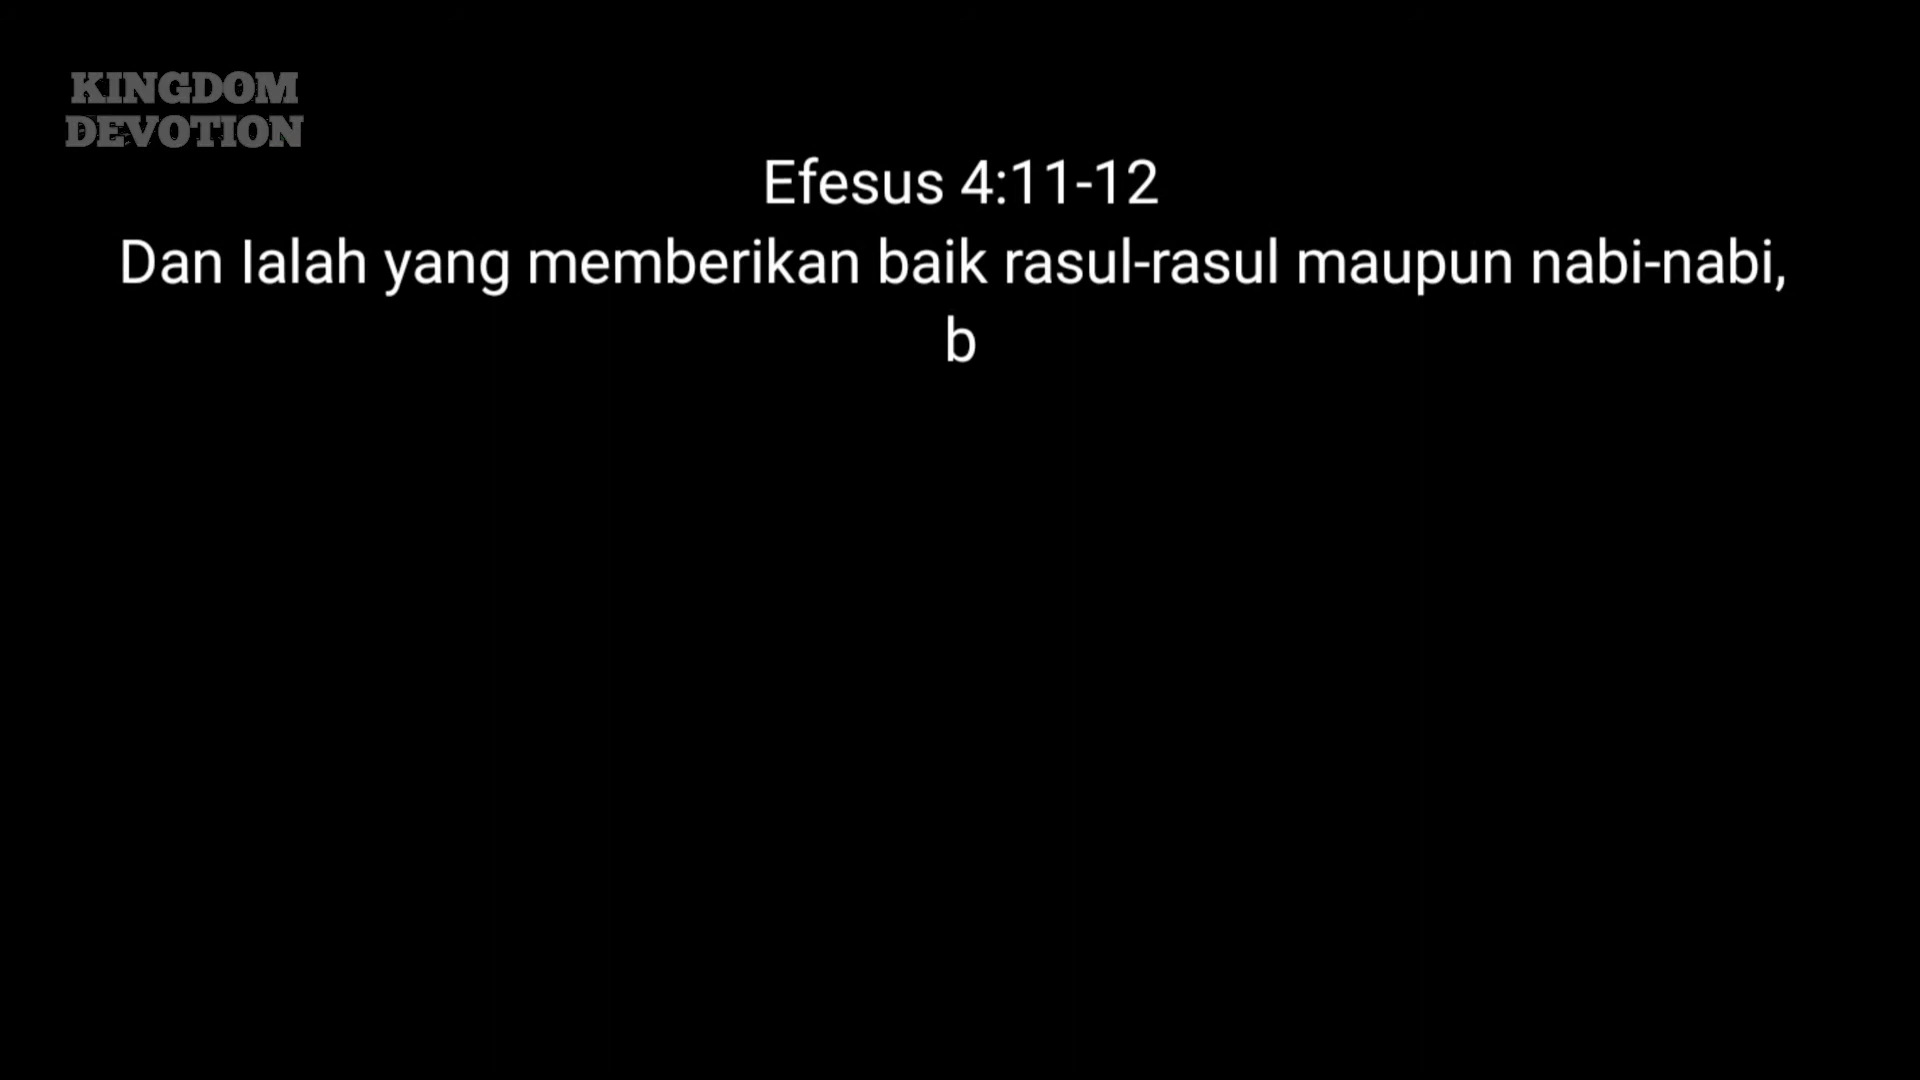 KINGDOM
DEVOTION
Efesus 4:11-12
Dan Ialah yang memberikan baik rasul-rasul maupun nabi-nabi,
b